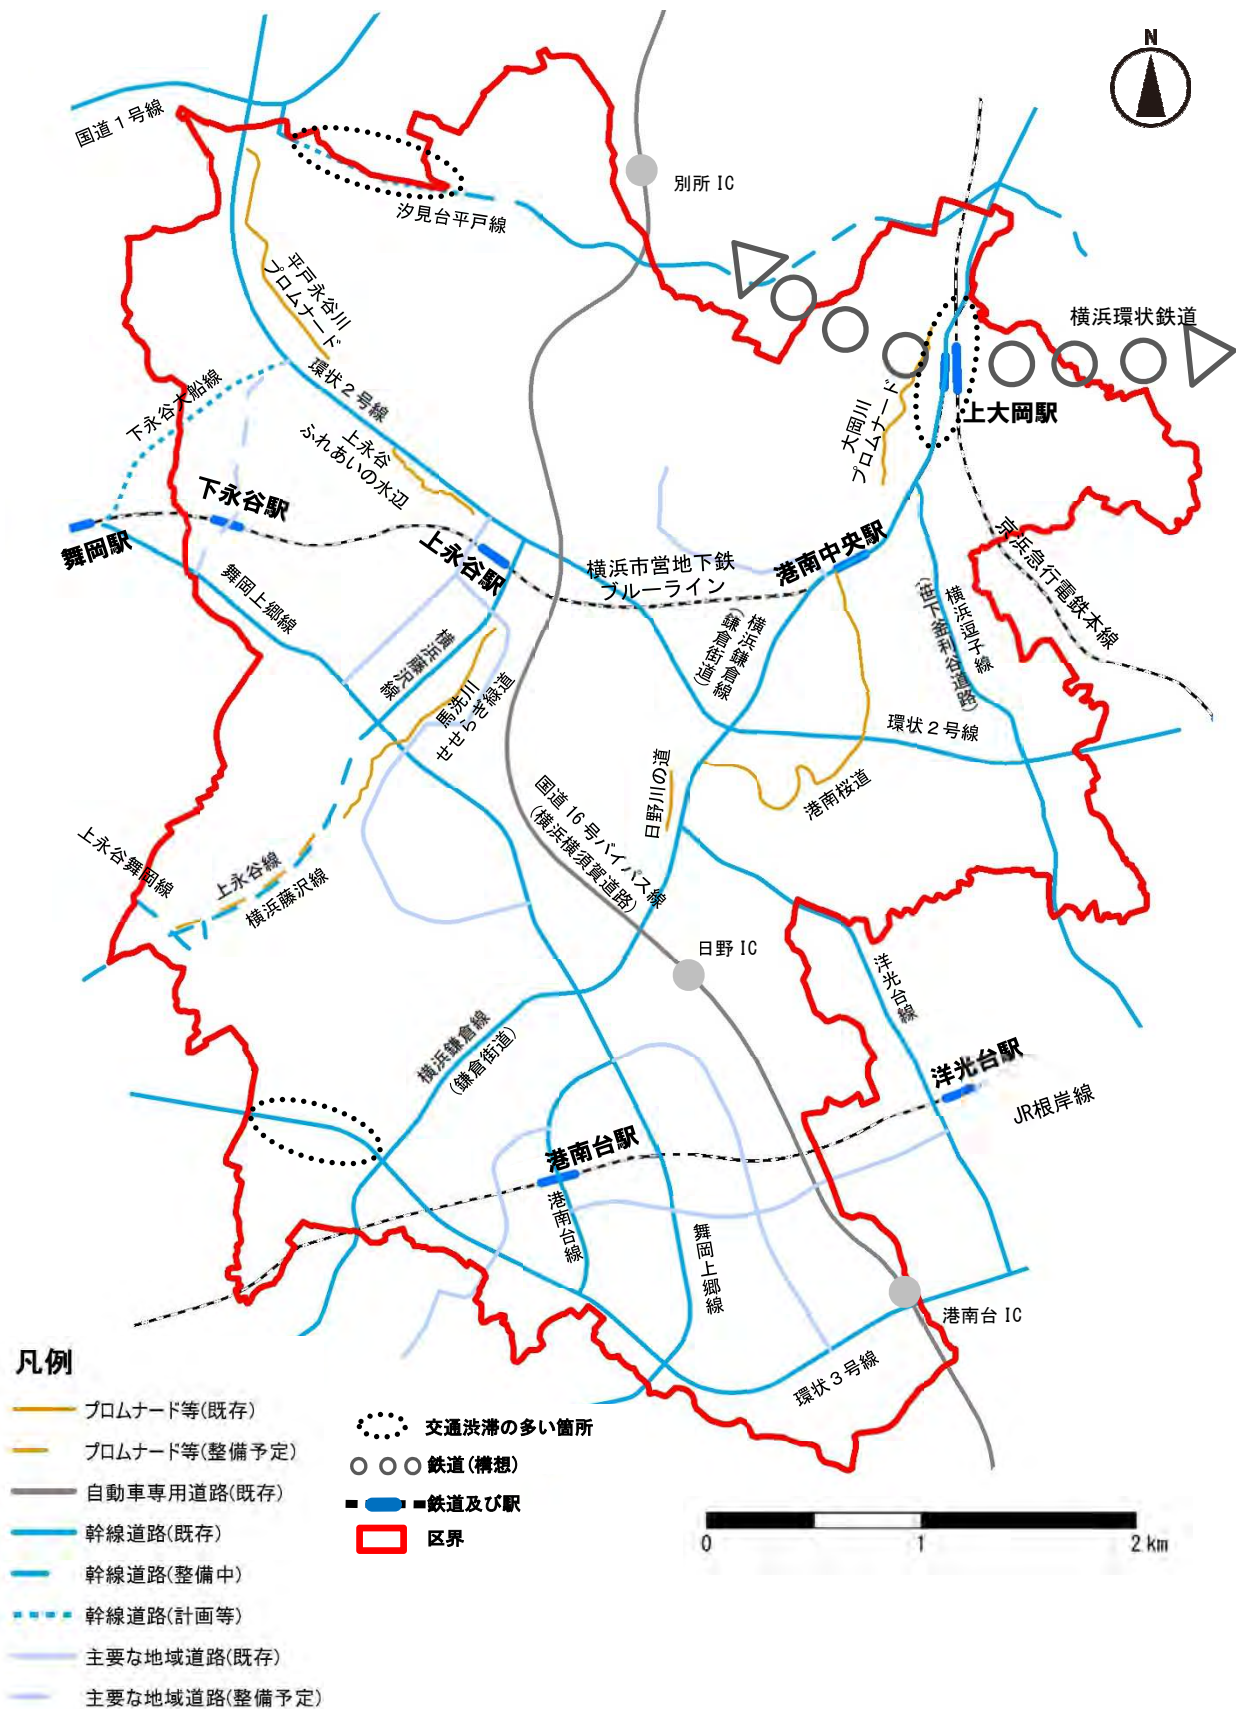 N
国道１号線
別所 IC
汐見台平戸線
平戸永谷川
プロムナード
横浜環状鉄道
環状２号線
下永谷大船線
上永谷
ふれあいの水辺
大岡川
プロムナード
上大岡駅
下永谷駅
舞岡駅
上永谷駅
横浜市営地下鉄
ブルーライン
港南中央駅
京浜急行電鉄本線
舞岡上郷線
横浜藤沢線
馬洗川
せせらぎ緑道
横浜鎌倉線
(鎌倉街道)
横浜逗子線
(笹下釜利谷道路)
環状２号線
日野川の道
港南桜道
国道 16 号バイパス線
(横浜横須賀道路)
上永谷舞岡線
上永谷線
横浜藤沢線
日野 IC
洋光台線
横浜鎌倉線
(鎌倉街道)
洋光台駅
JR根岸線
港南台駅
港南台線
舞岡上郷線
港南台 IC
環状３号線
凡例
プロムナード等(既存)
プロムナード等(整備予定)
自動車専用道路(既存)
幹線道路(既存)
幹線道路(整備中)
幹線道路(計画等)
主要な地域道路(既存)
主要な地域道路(整備予定)
交通渋滞の多い箇所
鉄道(構想)
鉄道及び駅
区界
0 1 2 km